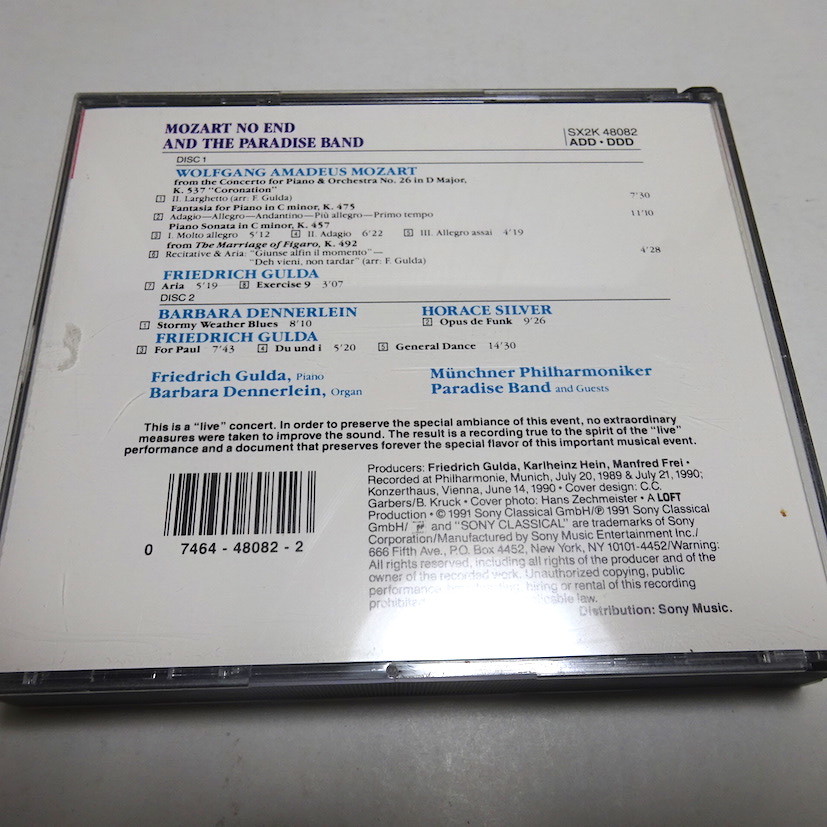 MOZART NO END
AND THE PARADISE BAND
SX2K 48082
ADD • DDD
DISC 1
WOLFGANG AMADEUS MOZART
from the Concerto for Piano & Orchestra No. 26 in D Major,
K. 537 "Coronation"
1 II. Larghetto (arr: F. Gulda) 7'30
Fantasia for Piano in C minor, K. 475
2 Adagio—Allegro—Andantino—Più allegro—Primo tempo 11'10
Piano Sonata in C minor, K. 457
3 I. Molto allegro 5'12 4 II. Adagio 6'22 5 III. Allegro assai 4'19
from The Marriage of Figaro, K. 492
6 Recitative & Aria: "Giunse alfin il momento"— 4'28
"Deh vieni, non tardar" (arr: F. Gulda)
FRIEDRICH GULDA
7 Aria 5'19 8 Exercise 9 3'07
DISC 2
BARBARA DENNERLEIN HORACE SILVER
1 Stormy Weather Blues 8'10 2 Opus de Funk 9'26
FRIEDRICH GULDA
3 For Paul 7'43 4 Du und i 5'20 5 General Dance 14'30
Friedrich Gulda, Piano Münchner Philharmoniker
Barbara Dennerlein, Organ Paradise Band and Guests
This is a "live" concert. In order to preserve the special ambiance of this event, no extraordinary
measures were taken to improve the sound. The result is a recording true to the spirit of the "live"
performance and a document that preserves forever the special flavor of this important musical event.
0 7464-48082-2
Producers: Friedrich Gulda, Karlheinz Hein, Manfred Frei •
Recorded at Philharmonie, Munich, July 20, 1989 & July 21, 1990;
Konzerthaus, Vienna, June 14, 1990 • Cover design: C.C.
Garbers/B. Kruck • Cover photo: Hans Zechmeister • A LOFT
Production • © 1991 Sony Classical GmbH/℗ 1991 Sony Classical
GmbH/ and "SONY CLASSICAL" are trademarks of Sony
Corporation/Manufactured by Sony Music Entertainment Inc./
666 Fifth Ave., P.O. Box 4452, New York, NY 10101-4452/Warning:
All rights reserved, including all rights of the producer and of the
owner of the recorded work. Unauthorized copying, public
performance, broadcasting, hiring or rental of this recording
law.
Distribution: Sony Music.